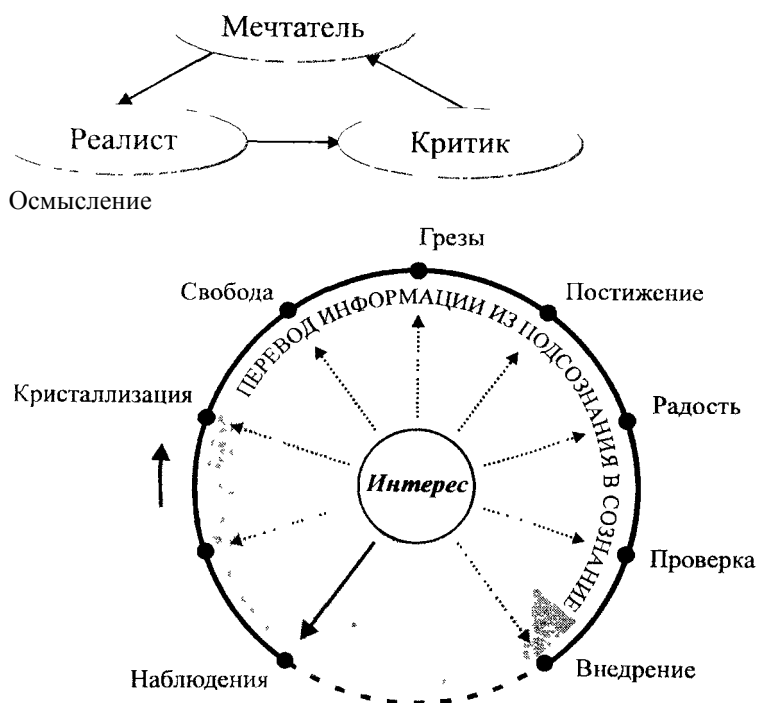 Мечтатель
Реалист
Критик
Осмысление
Грезы
Свобода
Постижение
ПЕРЕВОД ИНФОРМАЦИИ ИЗ ПОДСОЗНАНИЯ В СОЗНАНИЕ
Кристаллизация
Радость
Интерес
Проверка
Наблюдения
Внедрение